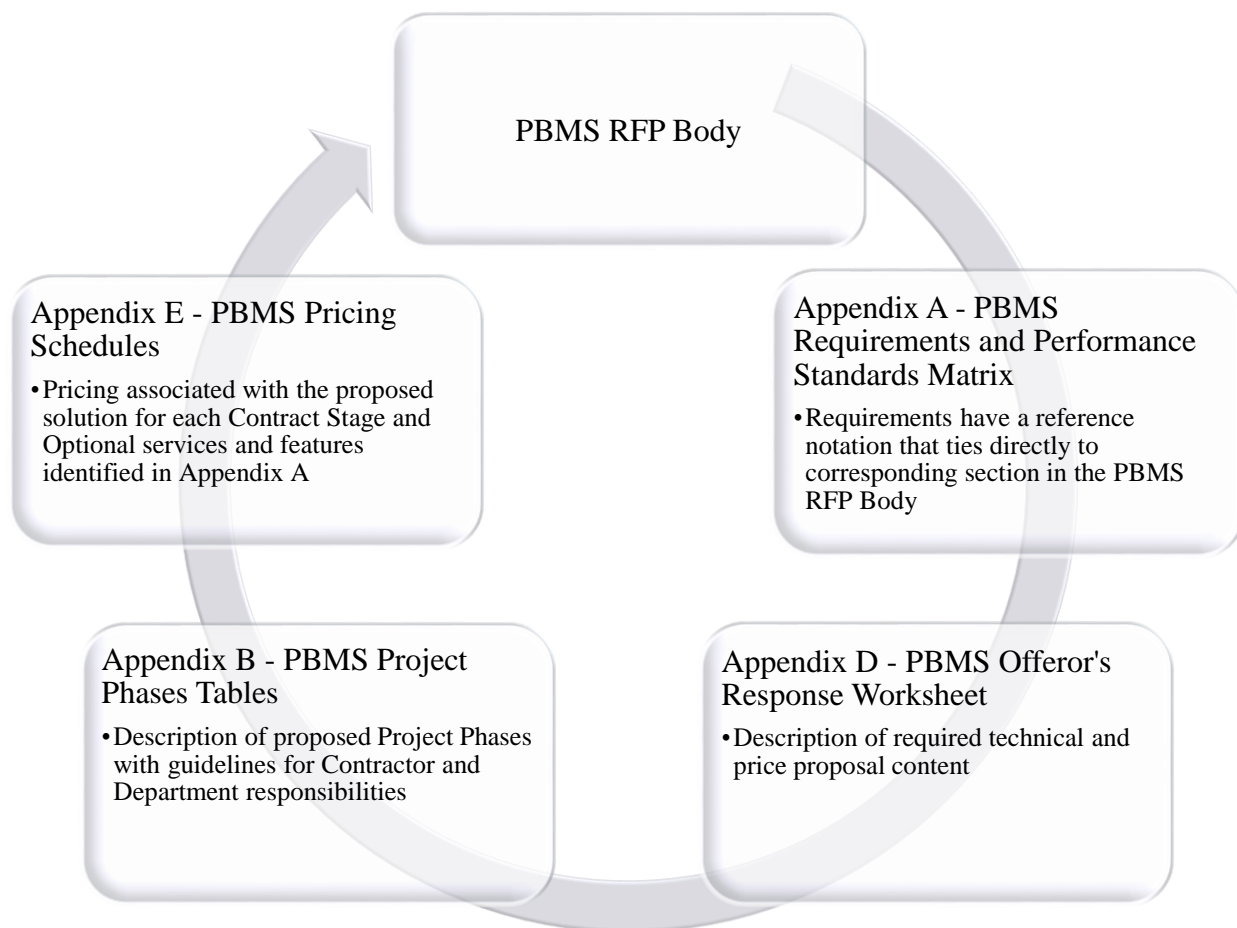 PBMS RFP Body
Appendix A - PBMS
Requirements and Performance
Standards Matrix
•Requirements have a reference
notation that ties directly to
corresponding section in the PBMS
RFP Body
Appendix D - PBMS Offeror's
Response Worksheet
•Description of required technical and
price proposal content
Appendix B - PBMS Project
Phases Tables
•Description of proposed Project Phases
with guidelines for Contractor and
Department responsibilities
Appendix E - PBMS Pricing
Schedules
•Pricing associated with the proposed
solution for each Contract Stage and
Optional services and features
identified in Appendix A